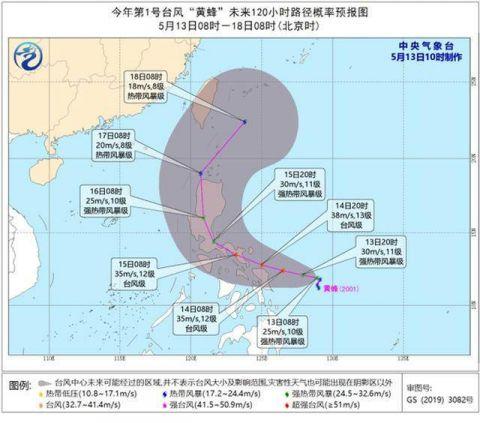 今年第1号台风“黄蜂”未来120小时路径概率预报图
5月13日08时－18日08时(北京时)
中央气象台
5月13日10时制作
18日08时
18m/s,8级
热带风暴级
17日08时
20m/s,8级
热带风暴级
16日08时
25m/s,10级
强热带风暴级
15日20时
30m/s,11级
强热带风暴级
14日20时
38m/s,13级
台风级
13日20时
30m/s,11级
强热带风暴级
15日08时
35m/s,12级
台风级
14日08时
35m/s,12级
台风级
13日08时
25m/s,10级
强热带风暴级
黄蜂(2001)
25°N
20°N
15°N
10°N
110°E
115°E
120°E
125°E
图例:
台风中心未来可能经过的区域,并不表示台风大小及影响范围,灾害性天气也可能出现在阴影区以外
热带低压(10.8~17.1m/s)
热带风暴(17.2~24.4m/s)
强热带风暴(24.5~32.6m/s)
台风(32.7~41.4m/s)
强台风(41.5~50.9m/s)
超强台风(≥51m/s)
审图号:
GS (2019) 3082号